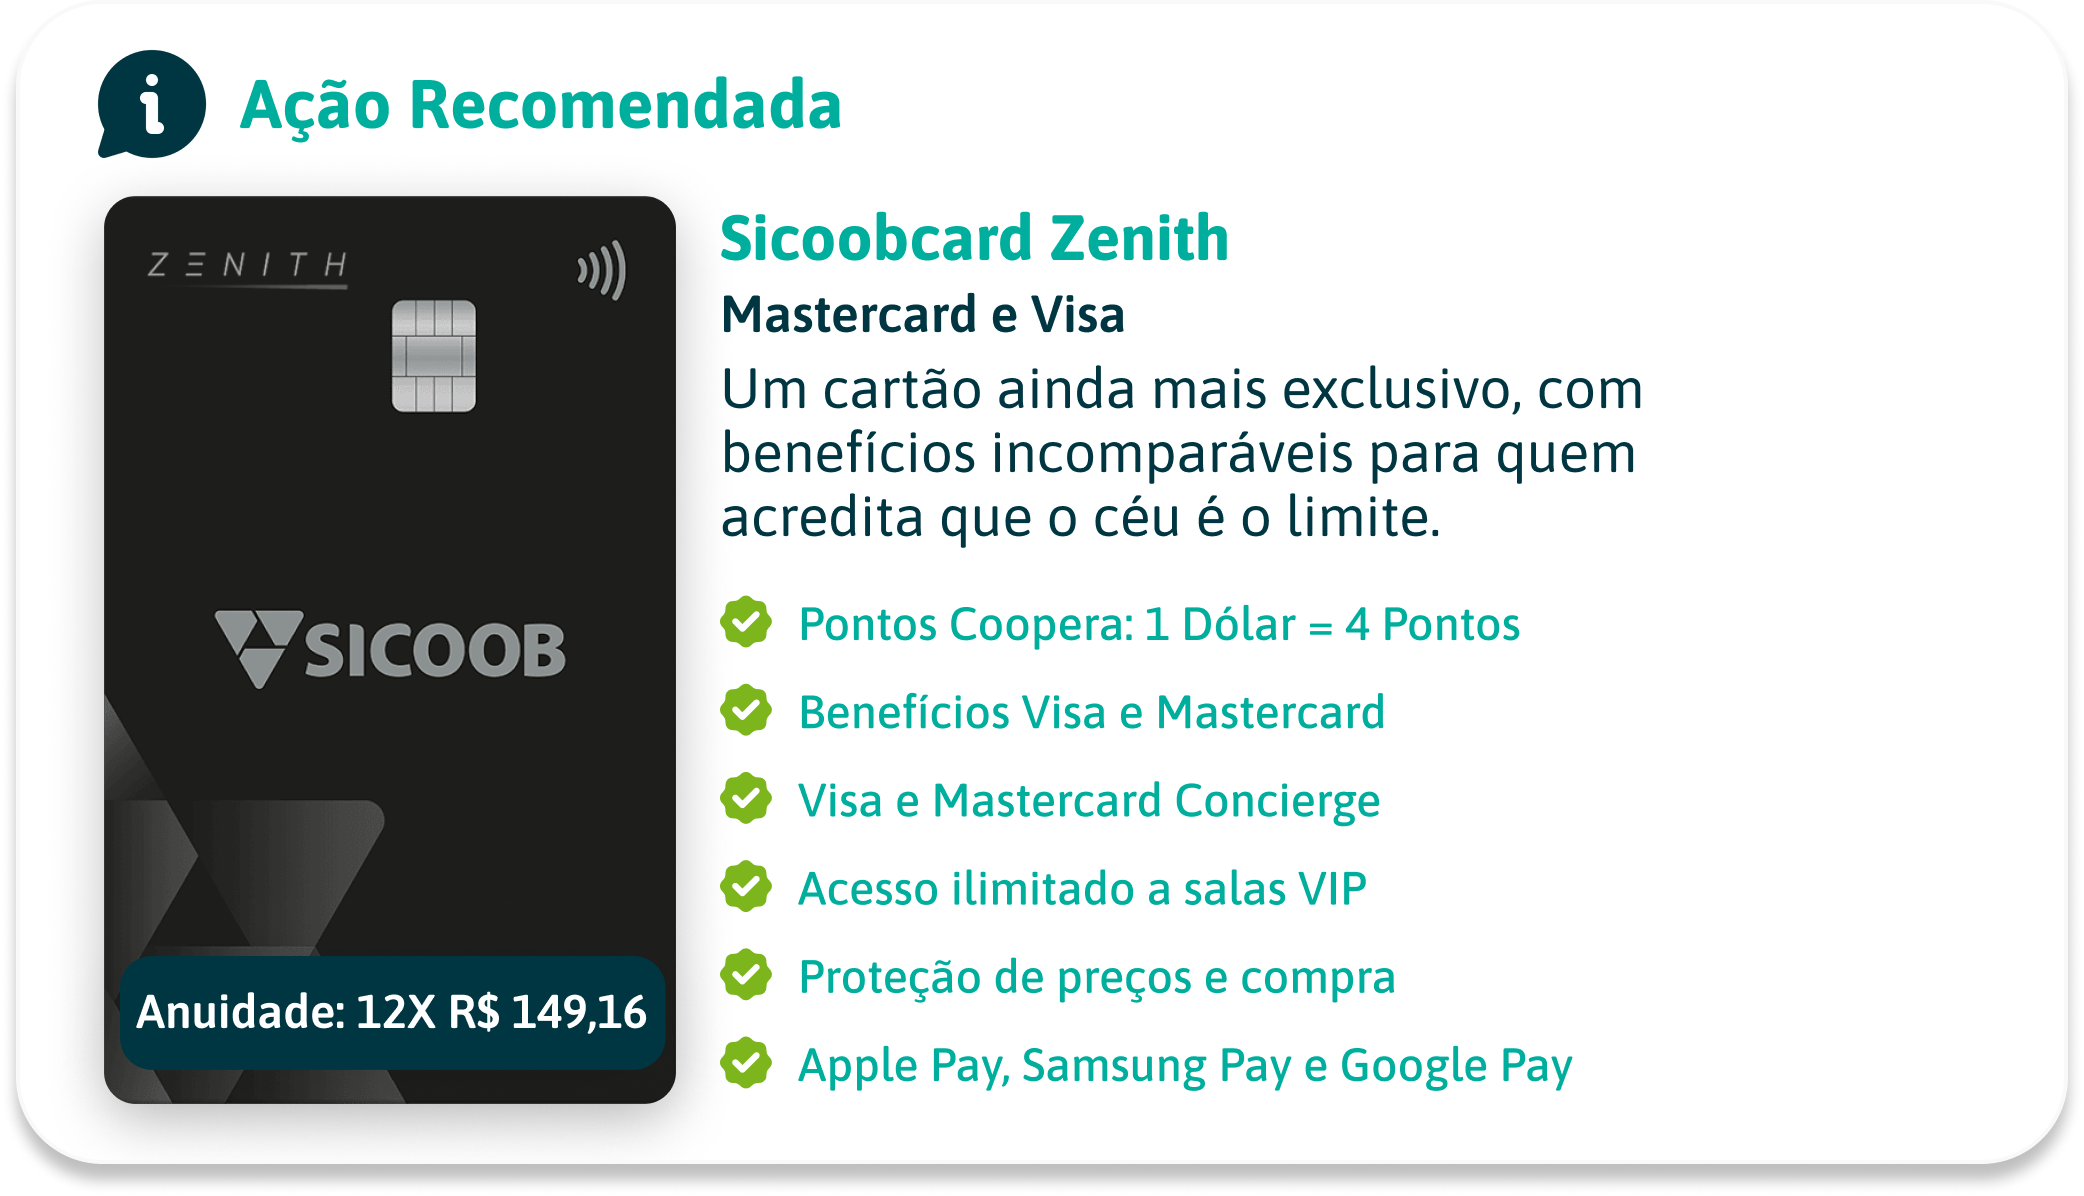 Ação Recomendada
ZENITH
SICOOB
Anuidade: 12X R$ 149,16
Sicoobcard Zenith
Mastercard e Visa
Um cartão ainda mais exclusivo, com
benefícios incomparáveis para quem
acredita que o céu é o limite.
Pontos Coopera: 1 Dólar = 4 Pontos
Benefícios Visa e Mastercard
Visa e Mastercard Concierge
Acesso ilimitado a salas VIP
Proteção de preços e compra
Apple Pay, Samsung Pay e Google Pay